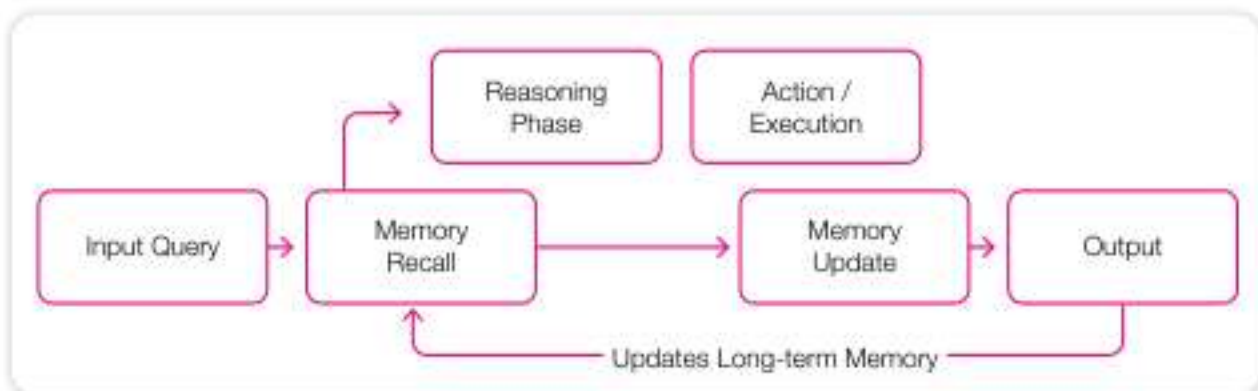 Reasoning
Phase
Action /
Execution
Input Query
Memory
Recall
Memory
Update
Output
Updates Long-term Memory